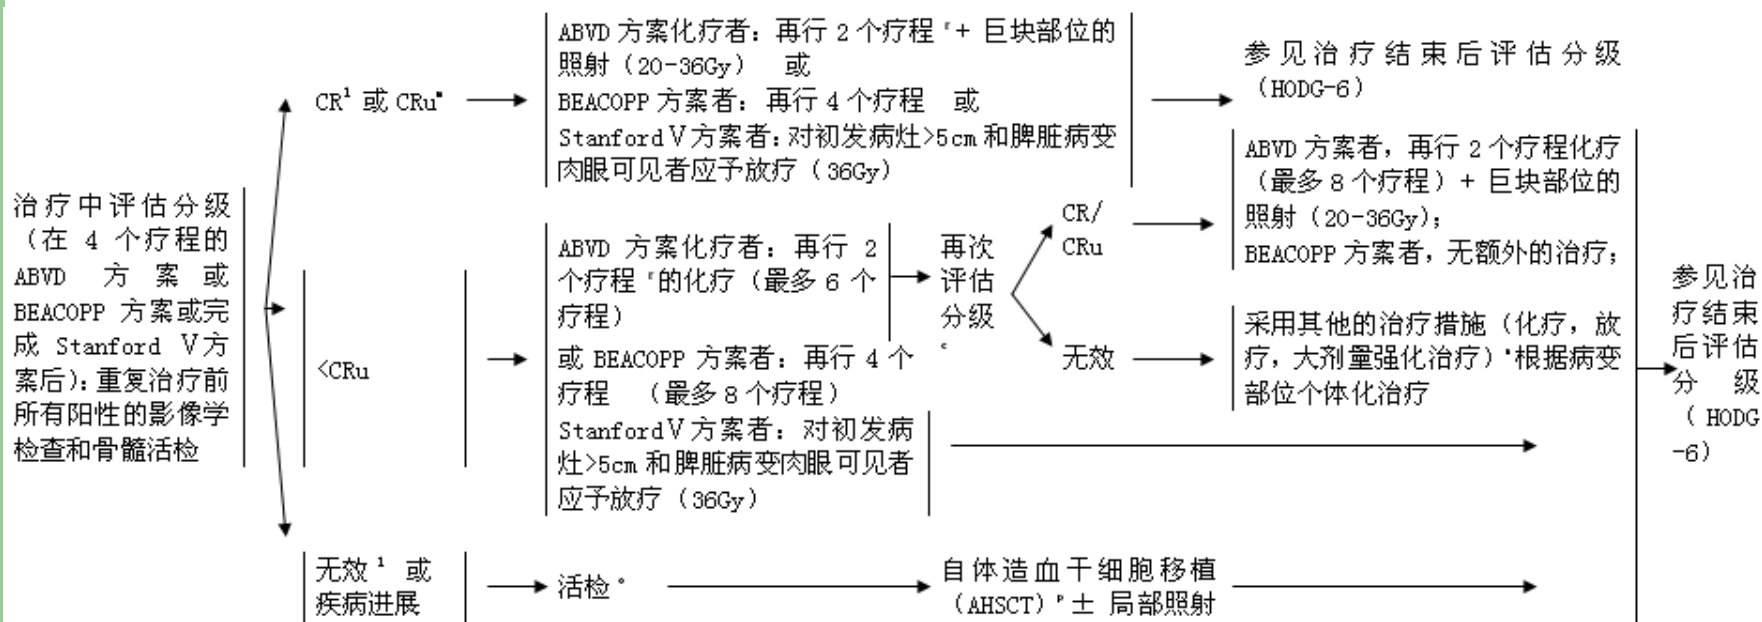 治疗中评估分级
（在 4 个疗程的
ABVD 方案或
BEACOPP 方案或完
成 Stanford Ⅴ方
案后）：重复治疗前
所有阳性的影像学
检查和骨髓活检
CR¹ 或 CRuⁿ
ABVD 方案化疗者：再行 2 个疗程 ʳ+ 巨块部位的
照射（20-36Gy） 或
BEACOPP 方案者：再行 4 个疗程 或
Stanford Ⅴ方案者：对初发病灶>5cm 和脾脏病变
肉眼可见者应予放疗（36Gy）
参见治疗结束后评估分级
（HODG-6）
<CRu
ABVD 方案化疗者：再行 2
个疗程 ʳ的化疗（最多 6 个
疗程）
或 BEACOPP 方案者：再行 4 个
疗程 （最多 8 个疗程）
Stanford Ⅴ方案者：对初发病
灶>5cm 和脾脏病变肉眼可见者
应予放疗（36Gy）
再次
评估
分级
CR/
CRu
ABVD 方案者，再行 2 个疗程化疗
（最多 8 个疗程）+ 巨块部位的
照射（20-36Gy）；
BEACOPP 方案者，无额外的治疗；
无效
采用其他的治疗措施（化疗，放
疗，大剂量强化治疗）根据病变
部位个体化治疗
参见治
疗结束
后评估
分 级
（ HODG
-6）
无效 ¹ 或
疾病进展
活检
自体造血干细胞移植
（AHSCT）ᵖ± 局部照射